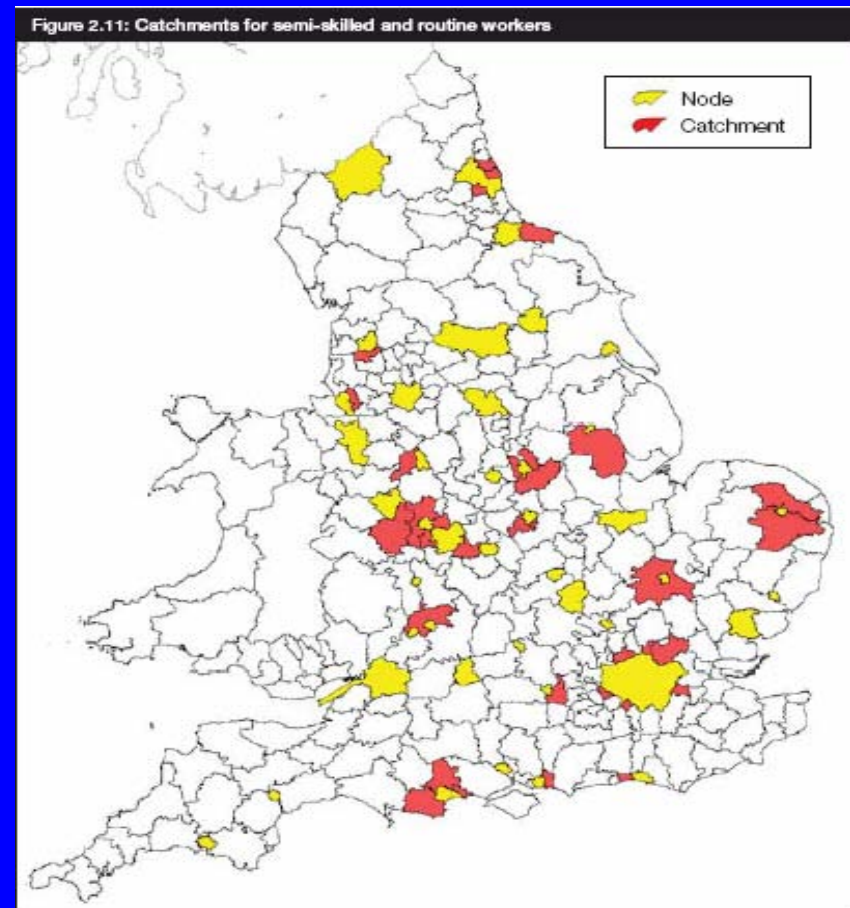 Figure 2.11: Catchments for semi-skilled and routine workers
Node
Catchment